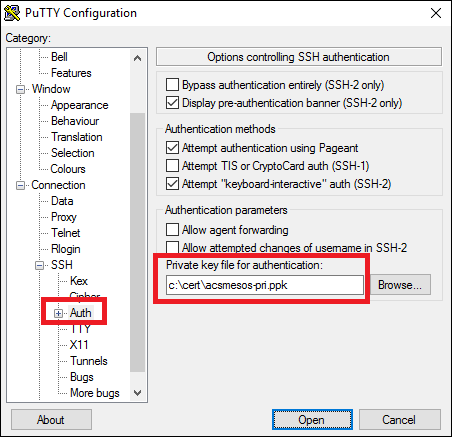 PuTTY Configuration
Category:
Bell
Features
Window
Appearance
Behaviour
Translation
Selection
Colours
Connection
Data
Proxy
Telnet
Rlogin
SSH
Kex
Cipher
Auth
TTY
X11
Tunnels
Bugs
More bugs
Options controlling SSH authentication
Bypass authentication entirely (SSH-2 only)
Display pre-authentication banner (SSH-2 only)
Authentication methods
Attempt authentication using Pageant
Attempt TIS or CryptoCard auth (SSH-1)
Attempt "keyboard-interactive" auth (SSH-2)
Authentication parameters
Allow agent forwarding
Allow attempted changes of username in SSH-2
Private key file for authentication:
c:\cert\acsmesos-pri.ppk
Browse...
About
Open
Cancel